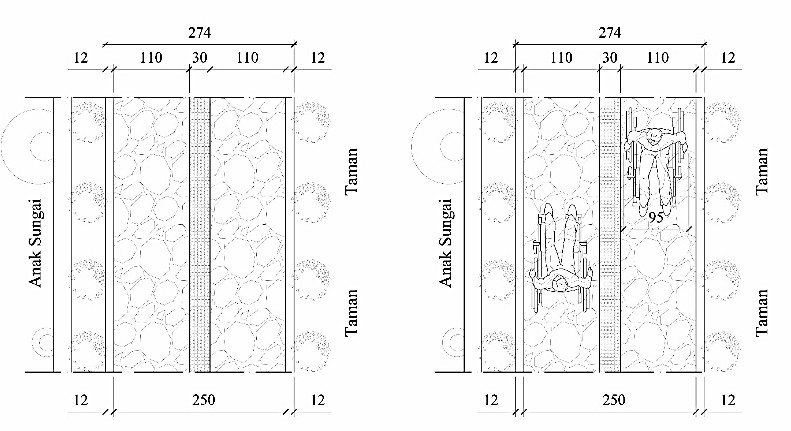 274
12 110 30 110 12
Anak Sungai
Taman
Taman
12 250 12
274
12 110 30 110 12
Anak Sungai
95
Taman
Taman
12 250 12